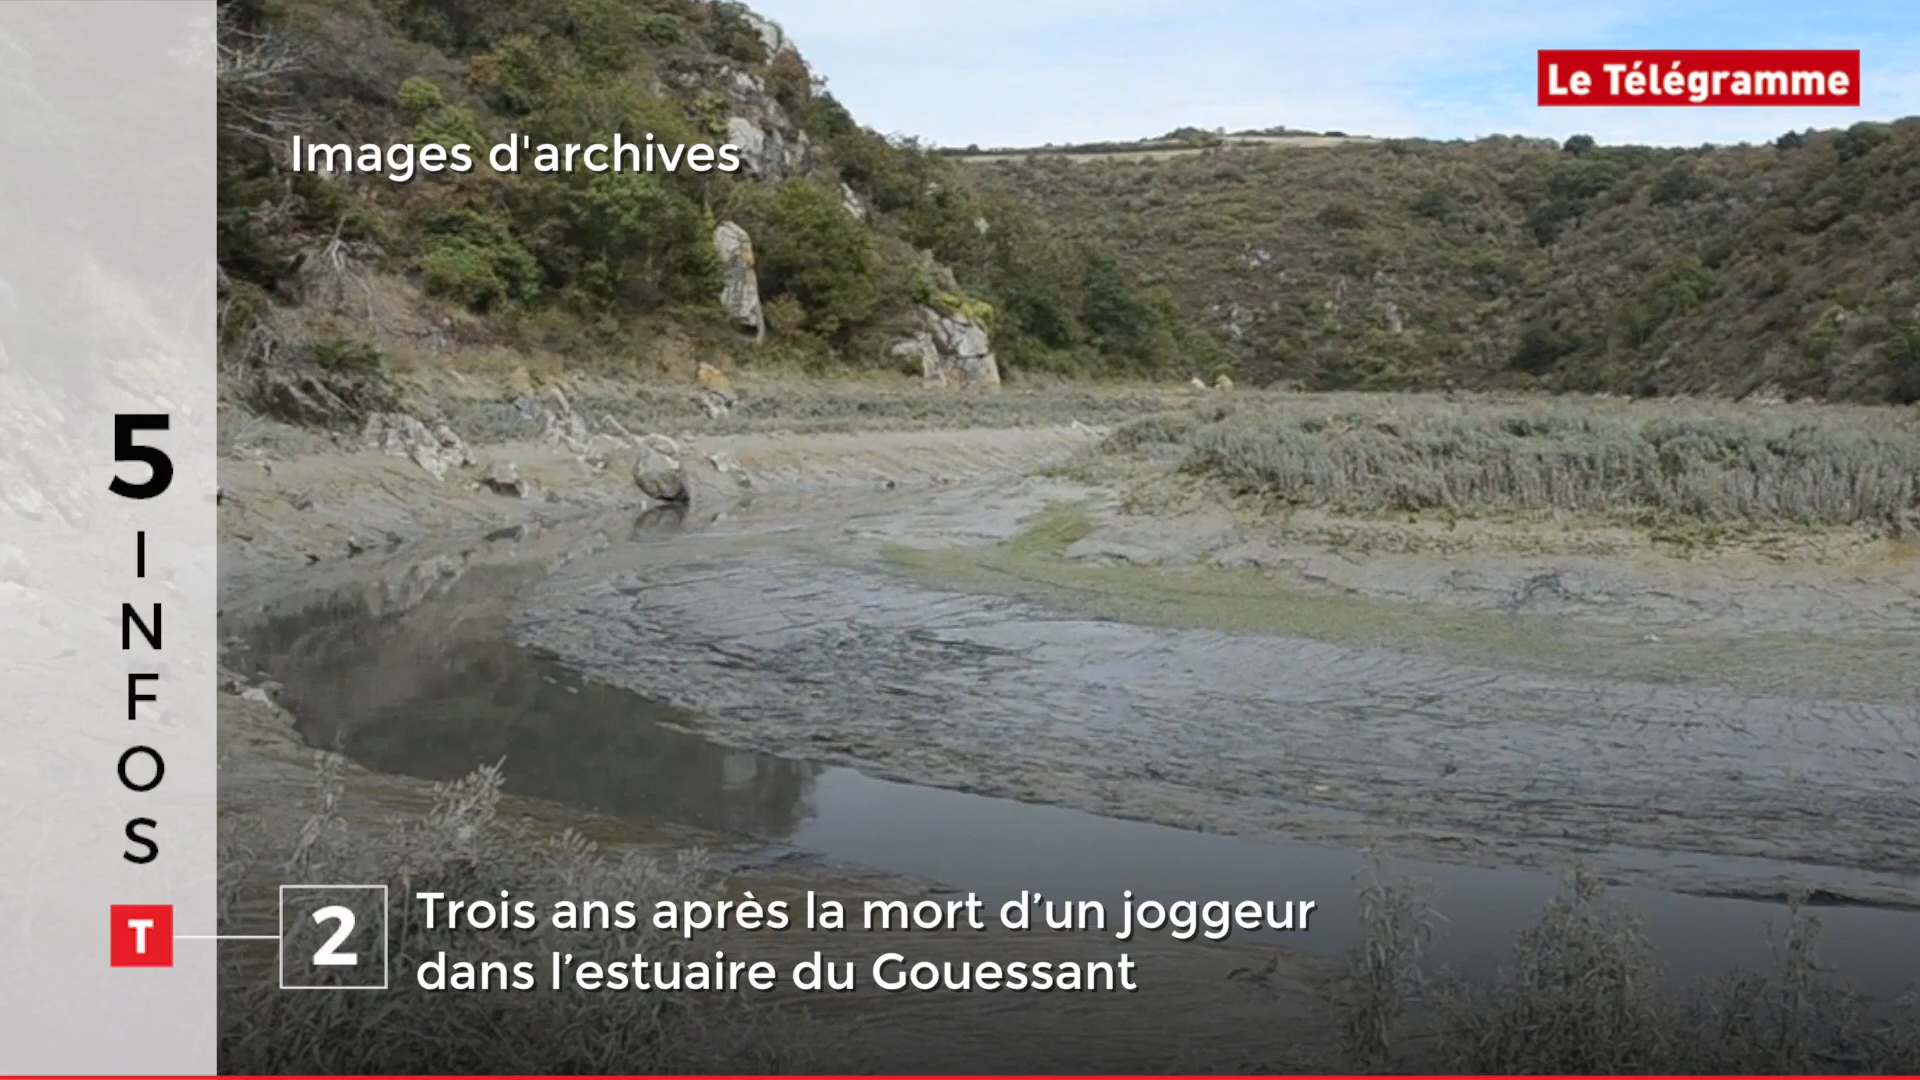 Le Télégramme
Images d'archives
5
I
N
F
O
S
T
2
Trois ans après la mort d’un joggeur
dans l’estuaire du Gouessant